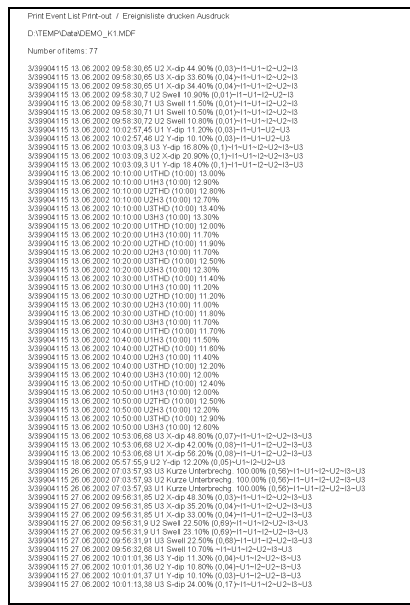 Print Event List Print-out / Ereignisliste drucken Ausdruck
D:\TEMP\Data\DEMO_K1.MDF
Number of items: 77
3/39904115 13.06.2002 09:58:30,65 U2 X-dip 44.90% (0,03)~I1~U1~I2~U2~I3
3/39904115 13.06.2002 09:58:30,65 U3 X-dip 33.60% (0,04)~I1~U1~I2~U2~I3
3/39904115 13.06.2002 09:58:30,65 U1 X-dip 34.40% (0,04)~I1~U1~I2~U2~I3
3/39904115 13.06.2002 09:58:30,7 U2 Swell 10.90% (0,01)~I1~U1~I2~U2~I3
3/39904115 13.06.2002 09:58:30,71 U3 Swell 11.50% (0,01)~I1~U1~I2~U2~I3
3/39904115 13.06.2002 09:58:30,71 U1 Swell 10.50% (0,01)~I1~U1~I2~U2~I3
3/39904115 13.06.2002 09:58:30,72 U2 Swell 10.80% (0,01)~I1~U1~I2~U2~I3
3/39904115 13.06.2002 10:02:57,45 U1 Y-dip 11.20% (0,03)~I1~U1~U2~U3
3/39904115 13.06.2002 10:02:57,46 U2 Y-dip 10.10% (0,03)~I1~U1~U2~U3
3/39904115 13.06.2002 10:03:09,3 U3 Y-dip 16.80% (0,1)~I1~U1~I2~U2~I3~U3
3/39904115 13.06.2002 10:03:09,3 U2 X-dip 20.90% (0,1)~I1~U1~I2~U2~I3~U3
3/39904115 13.06.2002 10:03:09,3 U1 Y-dip 18.40% (0,1)~I1~U1~I2~U2~I3~U3
3/39904115 13.06.2002 10:10:00 U1THD (10:00) 13.00%
3/39904115 13.06.2002 10:10:00 U1H3 (10:00) 12.90%
3/39904115 13.06.2002 10:10:00 U2THD (10:00) 12.80%
3/39904115 13.06.2002 10:10:00 U2H3 (10:00) 12.70%
3/39904115 13.06.2002 10:10:00 U3THD (10:00) 13.40%
3/39904115 13.06.2002 10:10:00 U3H3 (10:00) 13.30%
3/39904115 13.06.2002 10:20:00 U1THD (10:00) 12.00%
3/39904115 13.06.2002 10:20:00 U1H3 (10:00) 11.70%
3/39904115 13.06.2002 10:20:00 U2THD (10:00) 11.90%
3/39904115 13.06.2002 10:20:00 U2H3 (10:00) 11.70%
3/39904115 13.06.2002 10:20:00 U3THD (10:00) 12.50%
3/39904115 13.06.2002 10:20:00 U3H3 (10:00) 12.30%
3/39904115 13.06.2002 10:30:00 U1THD (10:00) 11.40%
3/39904115 13.06.2002 10:30:00 U1H3 (10:00) 11.20%
3/39904115 13.06.2002 10:30:00 U2THD (10:00) 11.20%
3/39904115 13.06.2002 10:30:00 U2H3 (10:00) 11.00%
3/39904115 13.06.2002 10:30:00 U3THD (10:00) 11.80%
3/39904115 13.06.2002 10:30:00 U3H3 (10:00) 11.70%
3/39904115 13.06.2002 10:40:00 U1THD (10:00) 11.70%
3/39904115 13.06.2002 10:40:00 U1H3 (10:00) 11.50%
3/39904115 13.06.2002 10:40:00 U2THD (10:00) 11.60%
3/39904115 13.06.2002 10:40:00 U2H3 (10:00) 11.40%
3/39904115 13.06.2002 10:40:00 U3THD (10:00) 12.20%
3/39904115 13.06.2002 10:40:00 U3H3 (10:00) 12.00%
3/39904115 13.06.2002 10:50:00 U1THD (10:00) 12.40%
3/39904115 13.06.2002 10:50:00 U1H3 (10:00) 12.00%
3/39904115 13.06.2002 10:50:00 U2THD (10:00) 12.50%
3/39904115 13.06.2002 10:50:00 U2H3 (10:00) 12.20%
3/39904115 13.06.2002 10:50:00 U3THD (10:00) 12.90%
3/39904115 13.06.2002 10:50:00 U3H3 (10:00) 12.60%
3/39904115 13.06.2002 10:53:06,68 U3 X-dip 48.80% (0,07)~I1~U1~I2~U2~I3~U3
3/39904115 13.06.2002 10:53:06,68 U2 X-dip 42.00% (0,08)~I1~U1~I2~U2~I3~U3
3/39904115 13.06.2002 10:53:06,68 U1 X-dip 56.20% (0,08)~I1~U1~I2~U2~I3~U3
3/39904115 18.06.2002 05:57:55,9 U2 Y-dip 12.20% (0,05)~U1~I2~U2~U3
3/39904115 26.06.2002 07:03:57,93 U3 Kurze Unterbrechg. 100.00% (0,56)~I1~U1~I2~U2~I3~U3
3/39904115 26.06.2002 07:03:57,93 U2 Kurze Unterbrechg. 100.00% (0,56)~I1~U1~I2~U2~I3~U3
3/39904115 26.06.2002 07:03:57,93 U1 Kurze Unterbrechg. 100.00% (0,56)~I1~U1~I2~U2~I3~U3
3/39904115 27.06.2002 09:56:31,85 U2 X-dip 48.30% (0,03)~I1~U1~I2~U2~I3~U3
3/39904115 27.06.2002 09:56:31,85 U3 X-dip 35.20% (0,04)~I1~U1~I2~U2~I3~U3
3/39904115 27.06.2002 09:56:31,85 U1 X-dip 33.00% (0,04)~I1~U1~I2~U2~I3~U3
3/39904115 27.06.2002 09:56:31,9 U2 Swell 22.50% (0,69)~I1~U1~I2~U2~I3~U3
3/39904115 27.06.2002 09:56:31,9 U1 Swell 23.10% (0,69)~I1~U1~I2~U2~I3~U3
3/39904115 27.06.2002 09:56:31,91 U3 Swell 22.50% (0,68)~I1~U1~I2~U2~I3~U3
3/39904115 27.06.2002 09:56:32,68 U1 Swell 10.70% ~I1~U1~I2~U2~I3~U3
3/39904115 27.06.2002 10:01:01,36 U3 Y-dip 11.30% (0,04)~U1~I2~U2~I3~U3
3/39904115 27.06.2002 10:01:01,36 U2 Y-dip 10.80% (0,04)~U1~I2~U2~I3~U3
3/39904115 27.06.2002 10:01:01,37 U1 Y-dip 10.10% (0,03)~U1~I2~U2~I3~U3
3/39904115 27.06.2002 10:01:13,38 U3 S-dip 24.00% (0,17)~I1~U1~I2~U2~I3~U3